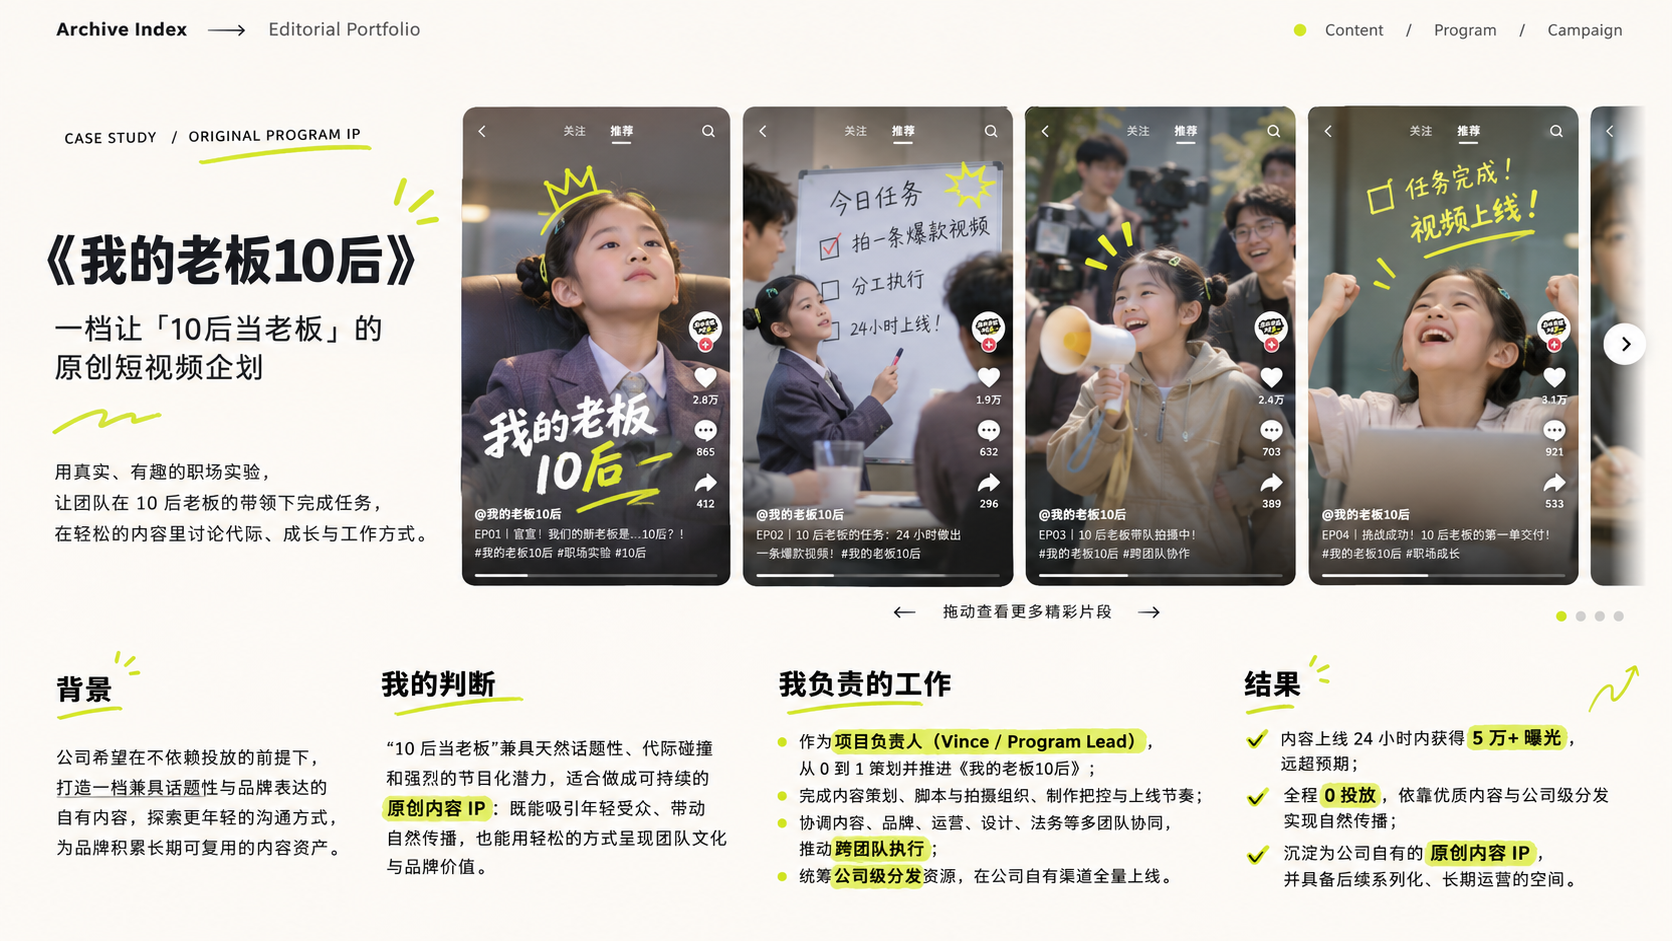 Archive Index → Editorial Portfolio
Content / Program / Campaign
CASE STUDY / ORIGINAL PROGRAM IP
《我的老板10后》
一档让「10后当老板」的
原创短视频企划
用真实、有趣的职场实验，
让团队在 10 后老板的带领下完成任务，
在轻松的内容里讨论代际、成长与工作方式。
关注 推荐
我的老板
10后
2.8万
865
412
@我的老板10后
EP01｜官宣！我们的新老板是...10后？！
#我的老板10后 #职场实验 #10后
关注 推荐
今日任务
拍一条爆款视频
分工执行
24小时上线！
1.9万
632
296
@我的老板10后
EP02｜10 后老板的任务：24 小时做出
一条爆款视频！#我的老板10后
关注 推荐
2.4万
703
389
@我的老板10后
EP03｜10 后老板带队拍摄中！
#我的老板10后 #跨团队协作
关注 推荐
任务完成！
视频上线！
3.1万
921
533
@我的老板10后
EP04｜挑战成功！10 后老板的第一单交付！
#我的老板10后 #职场成长
← 拖动查看更多精彩片段 →
背景
公司希望在不依赖投放的前提下，
打造一档兼具话题性与品牌表达的
自有内容，探索更年轻的沟通方式，
为品牌积累长期可复用的内容资产。
我的判断
“10 后当老板”兼具天然话题性、代际碰撞
和强烈的节目化潜力，适合做成可持续的
原创内容 IP：既能吸引年轻受众、带动
自然传播，也能用轻松的方式呈现团队文化
与品牌价值。
我负责的工作
作为项目负责人（Vince / Program Lead），
从 0 到 1 策划并推进《我的老板10后》；
完成内容策划、脚本与拍摄组织、制作把控与上线节奏；
协调内容、品牌、运营、设计、法务等多团队协同，
推动跨团队执行；
统筹公司级分发资源，在公司自有渠道全量上线。
结果
内容上线 24 小时内获得 5 万+ 曝光，
远超预期；
全程 0 投放，依靠优质内容与公司级分发
实现自然传播；
沉淀为公司自有的 原创内容 IP，
并具备后续系列化、长期运营的空间。